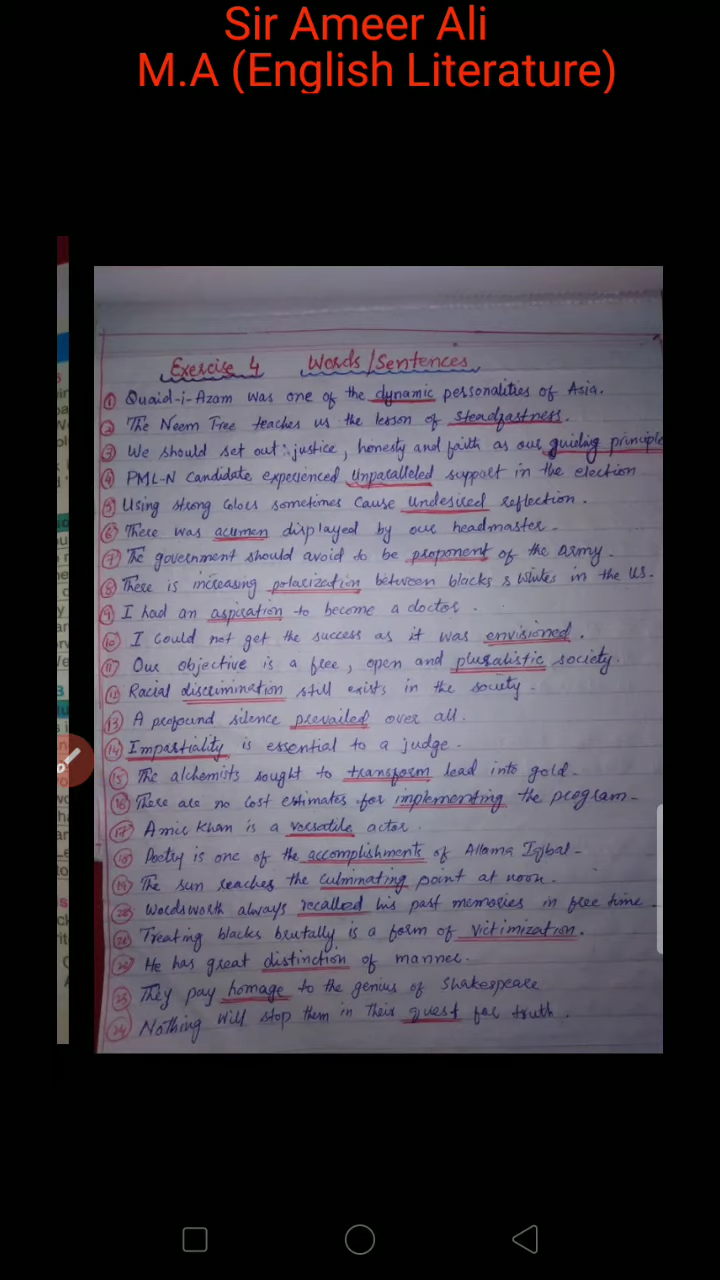 Sir Ameer Ali
M.A (English Literature)
Exercise 4 Words/Sentences
1 Quaid-i-Azam was one of the dynamic personalities of Asia.
2 The Neem Tree teaches us the lesson of steadfastness.
3 We should set out justice, honesty and faith as our guiding principle
4 PML-N candidate experienced unparalleled support in the election
5 Using strong colors sometimes cause undesired reflection.
6 There was acumen displayed by our headmaster.
7 The government should avoid to be proponent of the army.
8 There is increasing polarization between blacks & whites in the US.
9 I had an aspiration to become a doctor.
10 I could not get the success as it was envisioned.
11 Our objective is a free, open and pluralistic society.
12 Racial discrimination still exists in the society.
13 A profound silence prevailed over all.
14 Impartiality is essential to a judge.
15 The alchemists sought to transform lead into gold.
16 There are no cost estimates for implementing the program-
17 Amir Khan is a versatile actor.
18 Poetry is one of the accomplishments of Allama Iqbal-
19 The sun reaches the culminating point at noon.
20 Wordsworth always recalled his past memories in free time.
21 Treating blacks brutally is a form of victimization.
22 He has great distinction of manner.
23 They pay homage to the genius of Shakespeare
24 Nothing will stop them in their quest for truth.